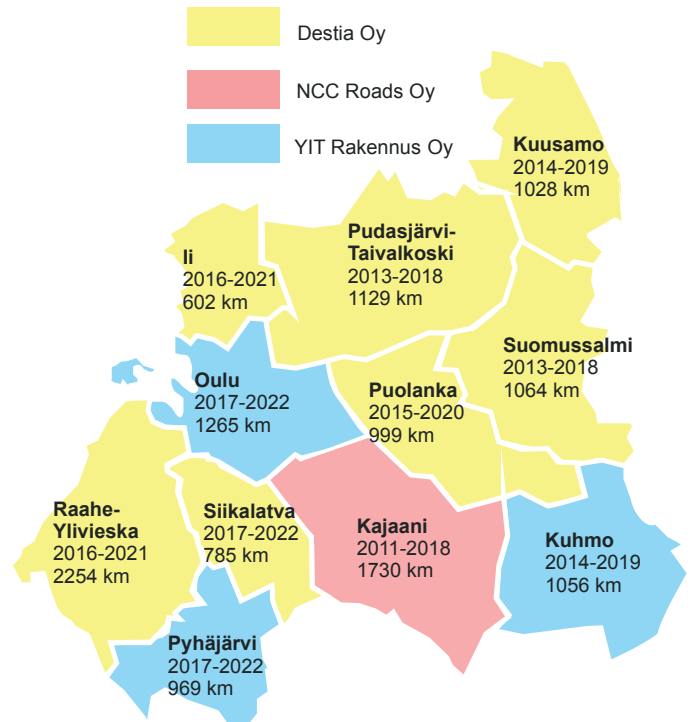 Destia Oy
NCC Roads Oy
YIT Rakennus Oy
Kuusamo
2014-2019
1028 km
Pudasjärvi-
Taivalkoski
2013-2018
1129 km
Ii
2016-2021
602 km
Suomussalmi
2013-2018
1064 km
Oulu
2017-2022
1265 km
Puolanka
2015-2020
999 km
Raahe-
Ylivieska
2016-2021
2254 km
Siikalatva
2017-2022
785 km
Kajaani
2011-2018
1730 km
Kuhmo
2014-2019
1056 km
Pyhäjärvi
2017-2022
969 km